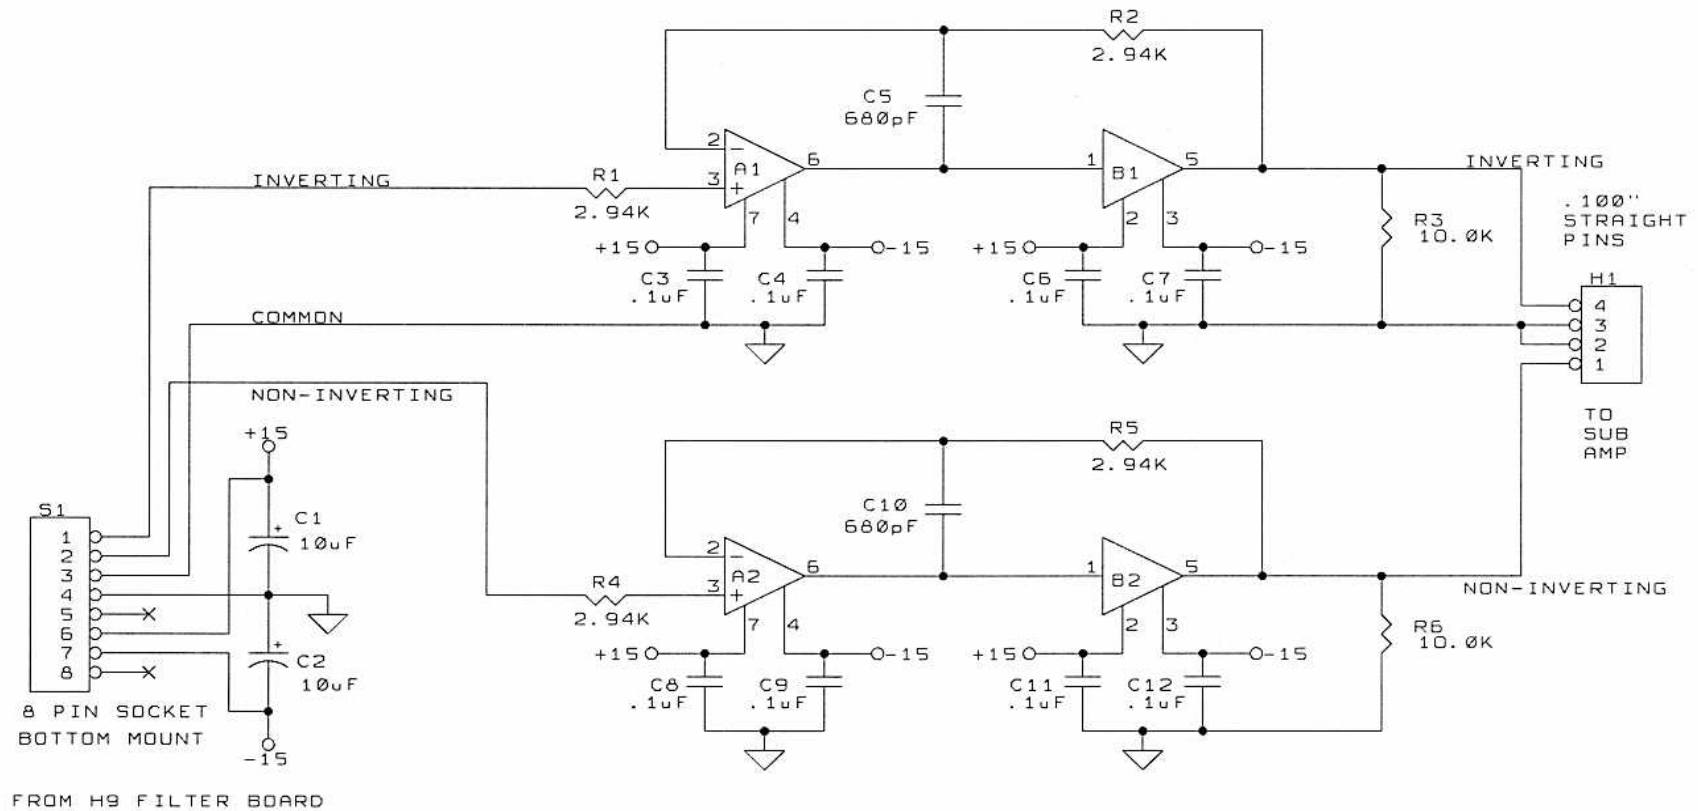 R2
2.94K
C5
680pF
2
-
A1
6
3
+
7
4
1
B1
5
2
3
INVERTING
R1
2.94K
INVERTING
.100"
STRAIGHT
PINS
R3
10.0K
+15
-15
+15
-15
C3
.1uF
C4
.1uF
C6
.1uF
C7
.1uF
H1
4
3
2
1
COMMON
NON-INVERTING
TO
SUB
AMP
+15
R5
2.94K
C10
680pF
2
-
A2
6
3
+
7
4
1
B2
5
2
3
S1
1
2
3
4
5
6
7
8
+
C1
10uF
+
C2
10uF
R4
2.94K
NON-INVERTING
R6
10.0K
+15
-15
+15
-15
C8
.1uF
C9
.1uF
C11
.1uF
C12
.1uF
8 PIN SOCKET
BOTTOM MOUNT
-15
FROM H9 FILTER BOARD